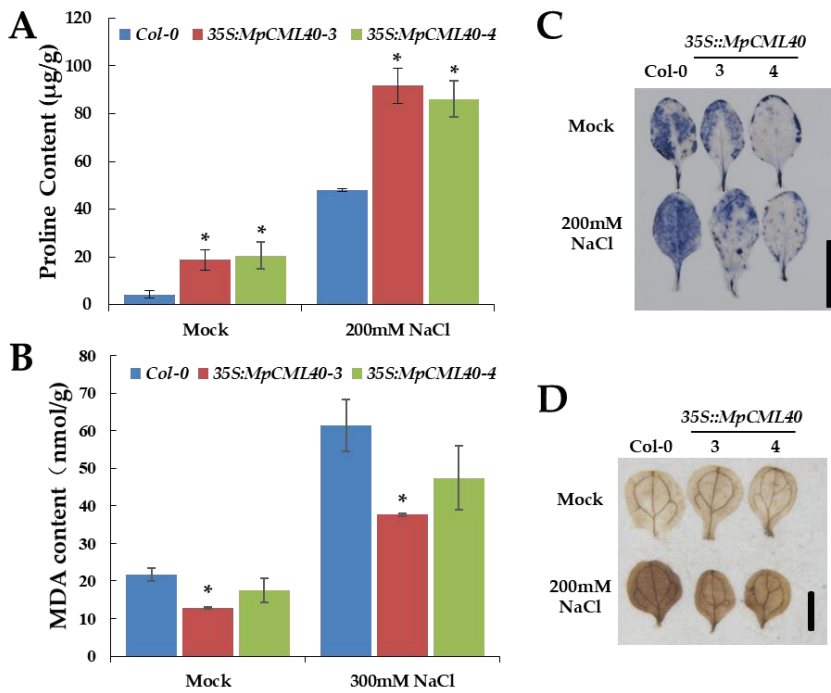 A
Proline Content (µg/g)
120
100
80
60
40
20
0
Col-0 35S:MpCML40-3 35S:MpCML40-4
* * * *
Mock 200mM NaCl
B
MDA content（nmol/g)
80
70
60
50
40
30
20
10
0
Col-0 35S:MpCML40-3 35S:MpCML40-4
* *
Mock 300mM NaCl
C
35S::MpCML40
Col-0 3 4
Mock
200mM
NaCl
D
35S::MpCML40
Col-0 3 4
Mock
200mM
NaCl